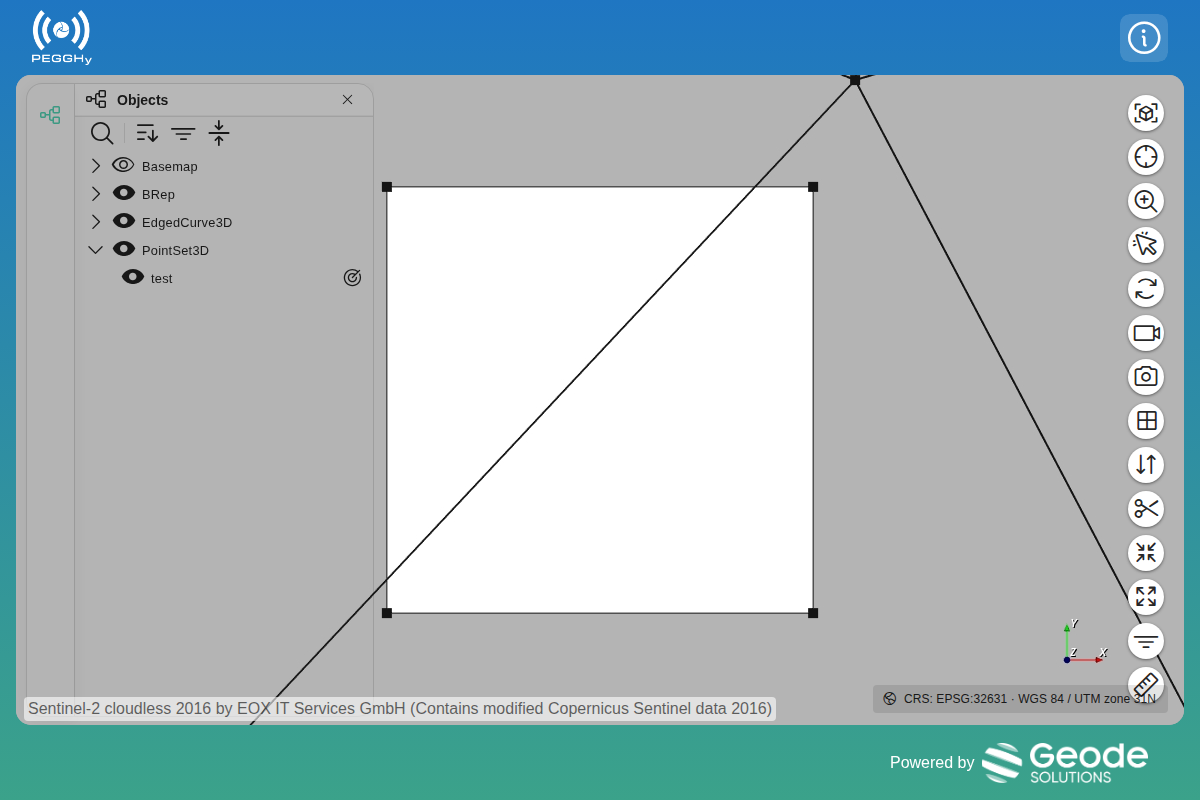 PEGGHy
Objects
Basemap
BRep
EdgedCurve3D
PointSet3D
test
Y
Z X
CRS: EPSG:32631 · WGS 84 / UTM zone 31N
Sentinel-2 cloudless 2016 by EOX IT Services GmbH (Contains modified Copernicus Sentinel data 2016)
Powered by Geode
SOLUTIONS